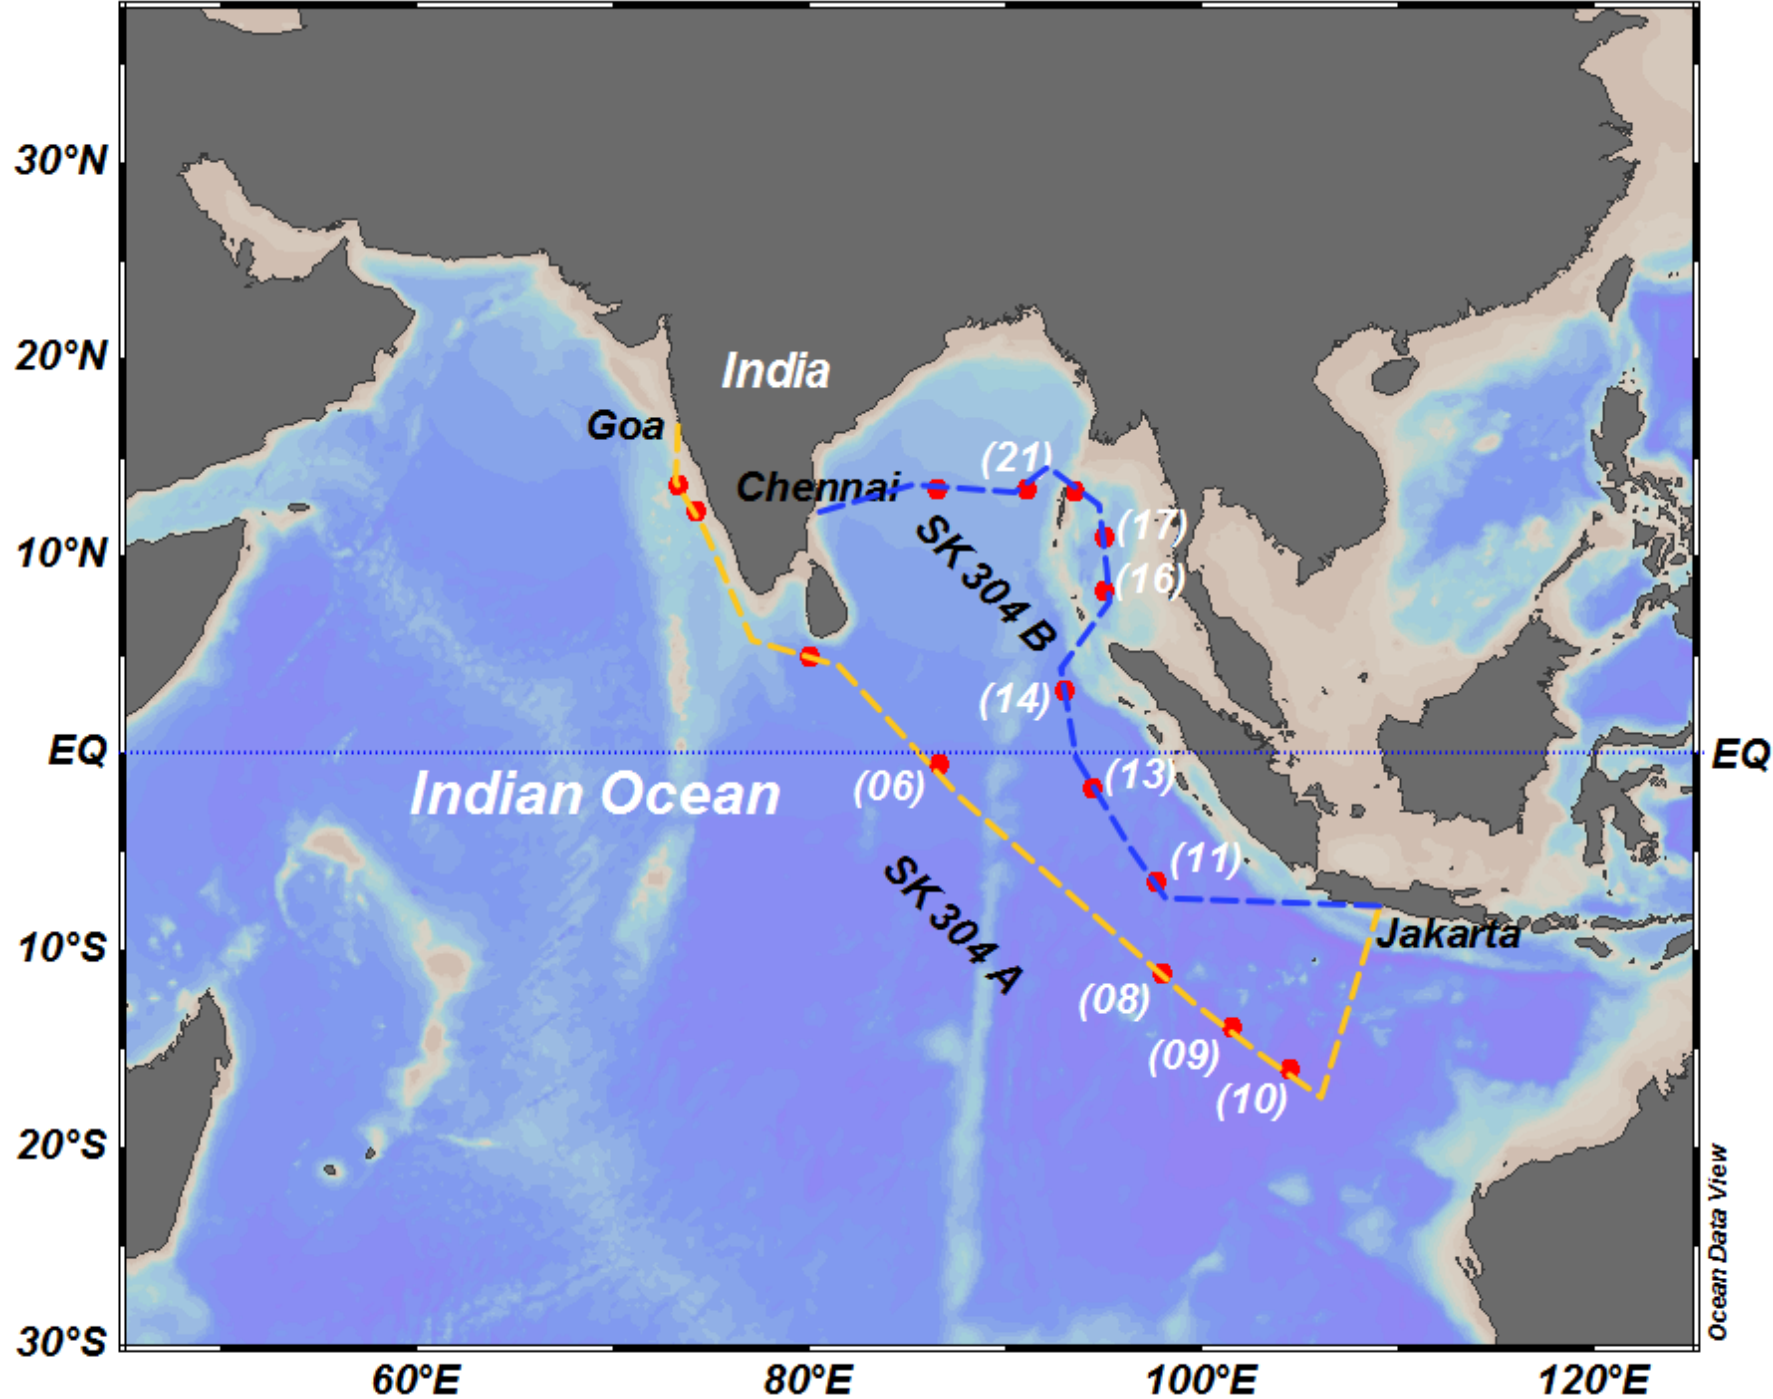 30°N
20°N
India
Goa
(21)
Chennai
(17)
SK 304 B
10°N
(16)
(14)
EQ
EQ
Indian Ocean
(06)
(13)
(11)
SK 304 A
10°S
Jakarta
(08)
(09)
(10)
20°S
Ocean Data View
30°S
60°E
80°E
100°E
120°E